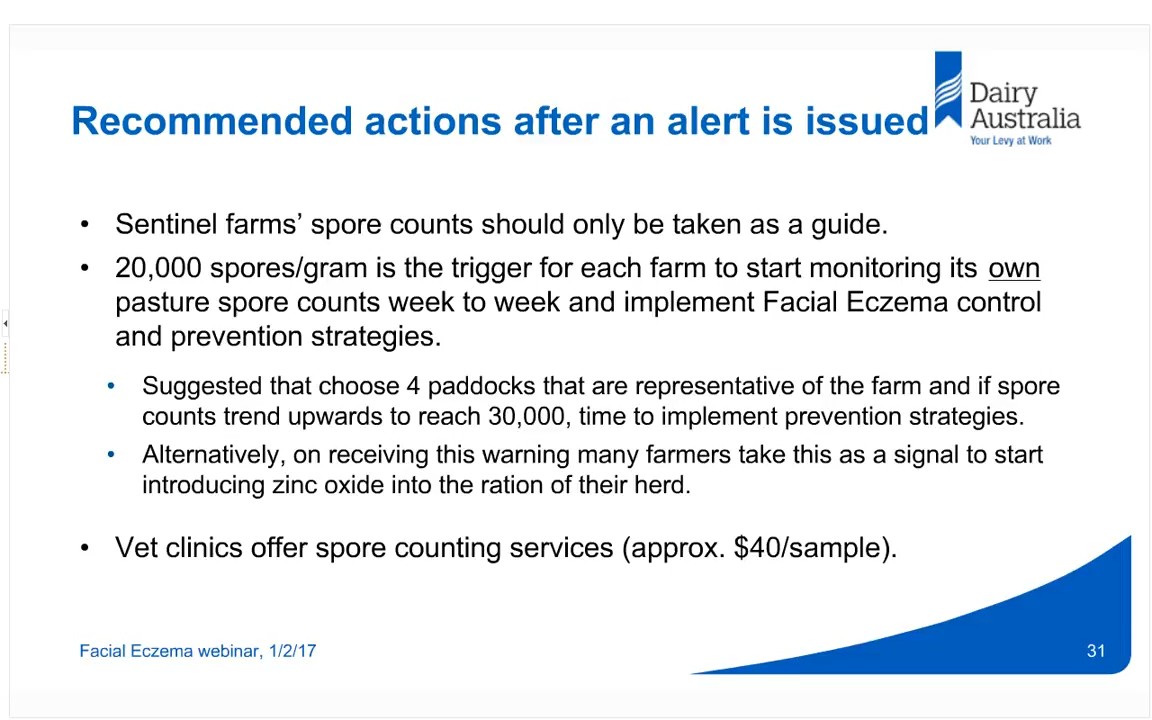 Recommended actions after an alert is issued
Dairy
Australia
Your Levy at Work
• Sentinel farms’ spore counts should only be taken as a guide.
• 20,000 spores/gram is the trigger for each farm to start monitoring its own
pasture spore counts week to week and implement Facial Eczema control
and prevention strategies.
• Suggested that choose 4 paddocks that are representative of the farm and if spore
counts trend upwards to reach 30,000, time to implement prevention strategies.
• Alternatively, on receiving this warning many farmers take this as a signal to start
introducing zinc oxide into the ration of their herd.
• Vet clinics offer spore counting services (approx. $40/sample).
Facial Eczema webinar, 1/2/17
31